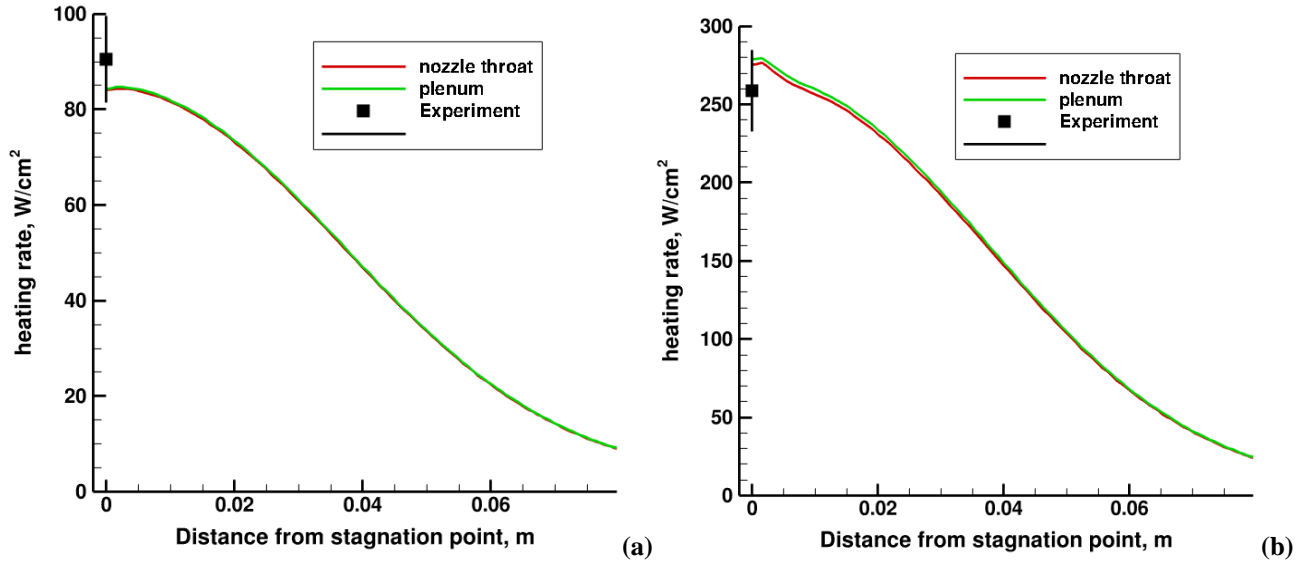 100
80
60
40
20
0
heating rate, W/cm²
nozzle throat
plenum
Experiment
0 0.02 0.04 0.06
Distance from stagnation point, m
(a)
300
250
200
150
100
50
0
heating rate, W/cm²
nozzle throat
plenum
Experiment
0 0.02 0.04 0.06
Distance from stagnation point, m
(b)